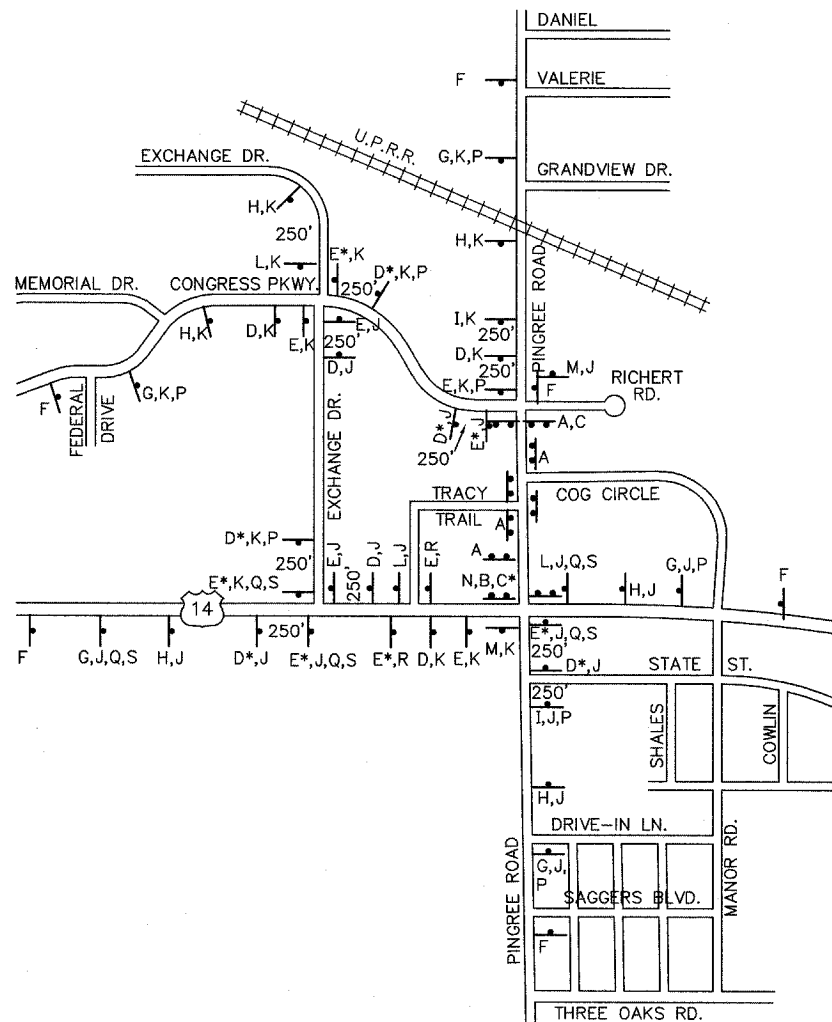 DANIEL
F
VALERIE
U.P.R.R.
EXCHANGE DR.
G,K,P
GRANDVIEW DR.
H,K
250'
H,K
L,K
E*,K
D*,K,P
PINGREE ROAD
MEMORIAL DR.
CONGRESS PKWY.
250'
H,K
D,K
E,K
E,J
250'
D,J
I,K
250'
D,K
250'
E,K,P
M,J
F
RICHERT
RD.
F
FEDERAL
DRIVE
G,K,P
EXCHANGE DR.
D*,J
E*,J
250'
A,C
A
TRACY
TRAIL
COG CIRCLE
A
A
D*,K,P
250'
E*,K,Q,S
E,J
250'
D,J
L,J
E,R
N,B,C*
L,J,Q,S
H,J
G,J,P
F
14
F
G,J,Q,S
H,J
D*,J
250'
E*,J,Q,S
E*,R
D,K
E,K
M,K
E*,J,Q,S
250'
D*,J
STATE
ST.
250'
I,J,P
SHALES
COWLIN
H,J
DRIVE-IN LN.
MANOR RD.
PINGREE ROAD
G,J,
P
SAGGERS BLVD.
F
THREE OAKS RD.